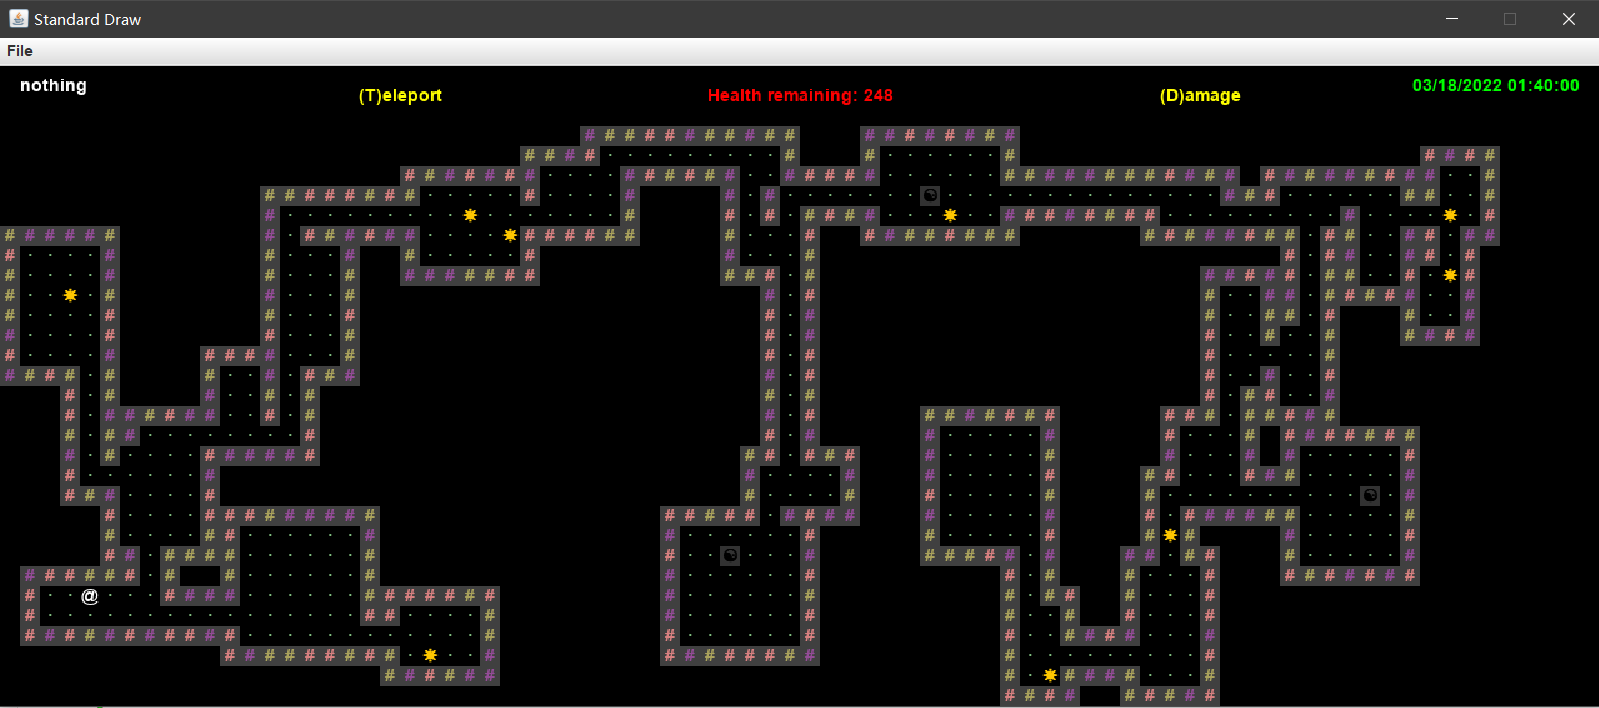 Standard Draw
File
nothing
(T)eleport
Health remaining: 248
(D)amage
03/18/2022 01:40:00
@